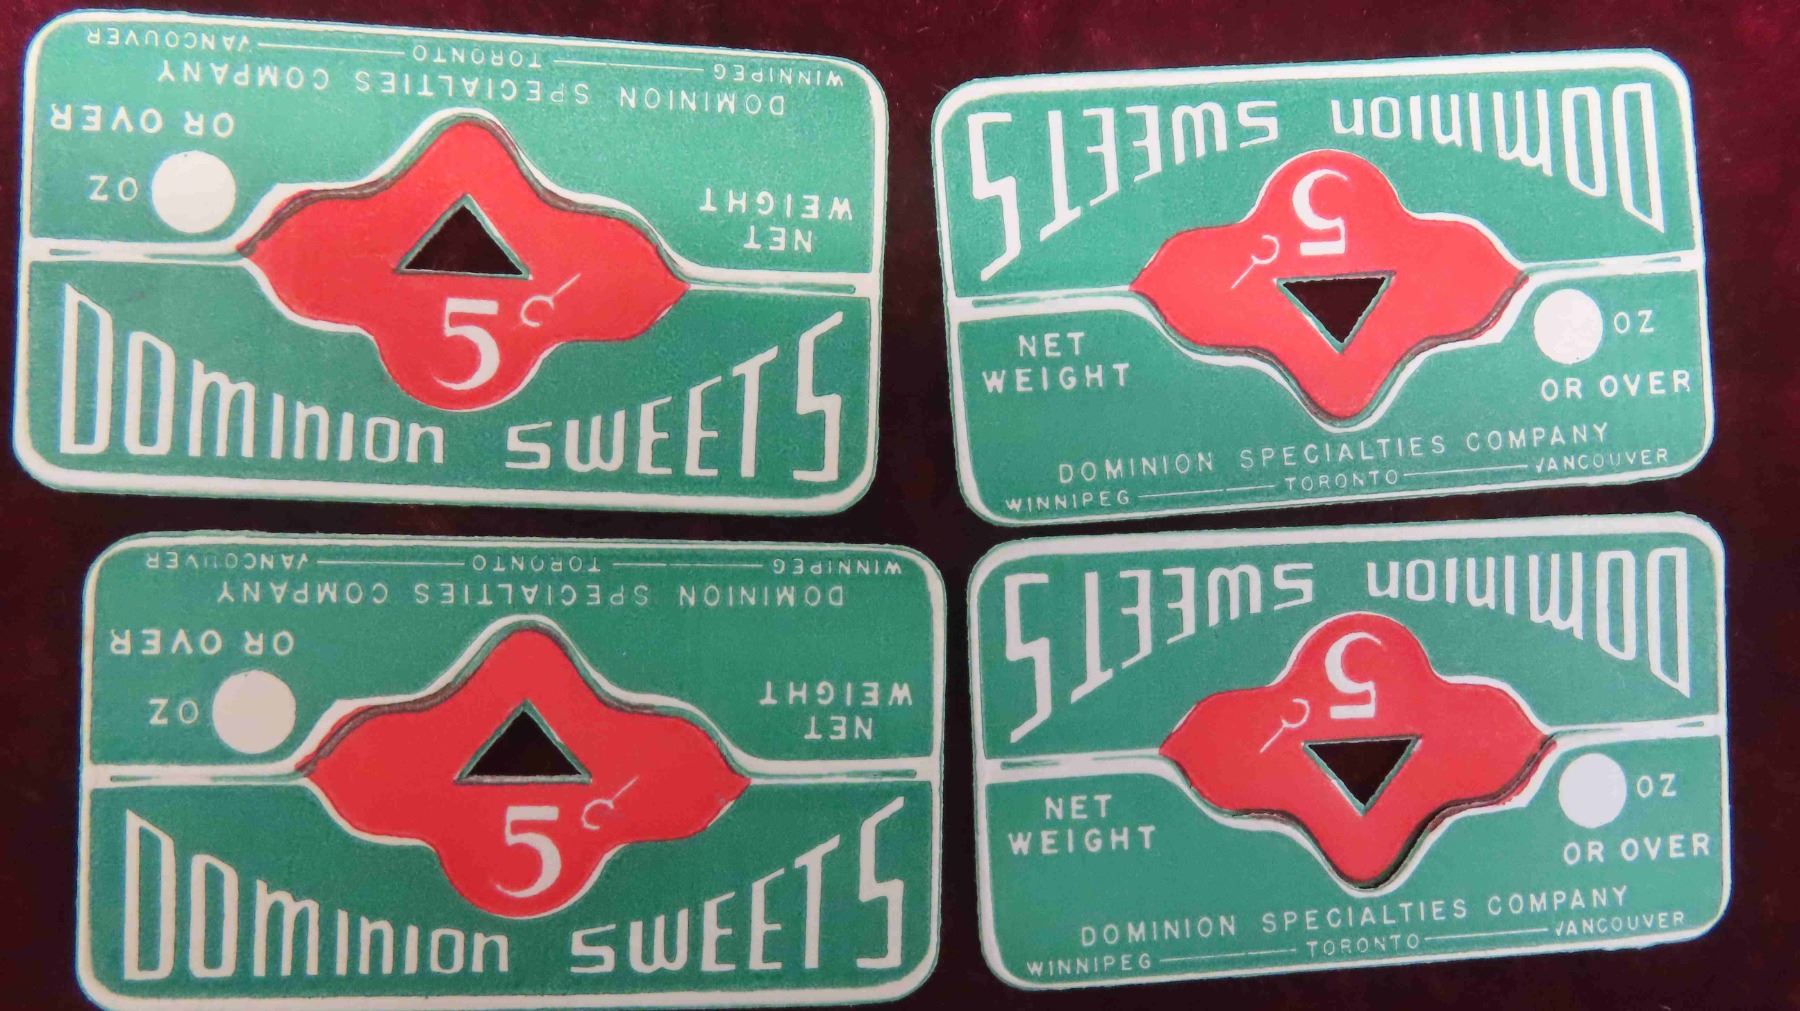 DOMINION SWEETS
5¢
NET
WEIGHT
OZ
OR OVER
DOMINION SPECIALTIES COMPANY
WINNIPEG TORONTO VANCOUVER
DOMINION SWEETS
5¢
NET
WEIGHT
OZ
OR OVER
DOMINION SPECIALTIES COMPANY
WINNIPEG TORONTO VANCOUVER
DOMINION SWEETS
5¢
NET
WEIGHT
OZ
OR OVER
DOMINION SPECIALTIES COMPANY
WINNIPEG TORONTO VANCOUVER
DOMINION SWEETS
5¢
NET
WEIGHT
OZ
OR OVER
DOMINION SPECIALTIES COMPANY
WINNIPEG TORONTO VANCOUVER